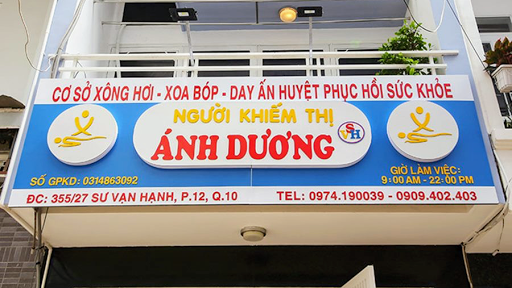 CƠ SỞ XÔNG HƠI - XOA BÓP - DAY ẤN HUYỆT PHỤC HỒI SỨC KHỎE
NGƯỜI KHIẾM THỊ
ÁNH DƯƠNG
VSH
SỐ GPKD: 0314863092
GIỜ LÀM VIỆC:
9:00 AM - 22:00 PM
ĐC: 355/27 SƯ VẠN HẠNH, P.12, Q.10
TEL: 0974.190039 - 0909.402.403